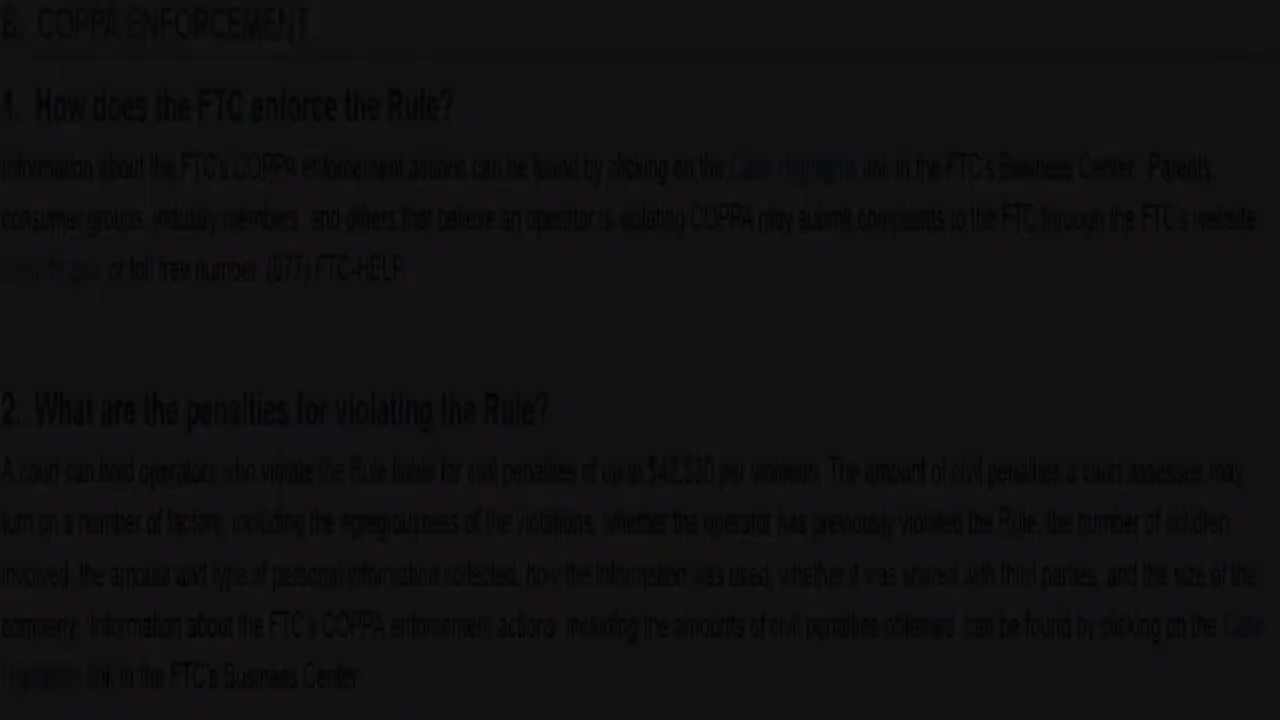 B. COPPA ENFORCEMENT
1. How does the FTC enforce the Rule?
Information about the FTC's COPPA enforcement actions can be found by clicking on the Case Highlights link in the FTC's Business Center. Parents,
consumer groups, industry members, and others that believe an operator is violating COPPA may submit complaints to the FTC through the FTC's website,
or toll free number, (877) FTC-HELP.
2. What are the penalties for violating the Rule?
A court can hold operators who violate the Rule liable for civil penalties of up to $42,530 per violation. The amount of civil penalties a court assesses may
turn on a number of factors, including the egregiousness of the violations, whether the operator has previously violated the Rule, the number of children
involved, the amount and type of personal information collected, how the information was used, whether it was shared with third parties, and the size of the
company. Information about the FTC's COPPA enforcement actions, including the amounts of civil penalties obtained, can be found by clicking on the Case
Highlights link in the FTC's Business Center.